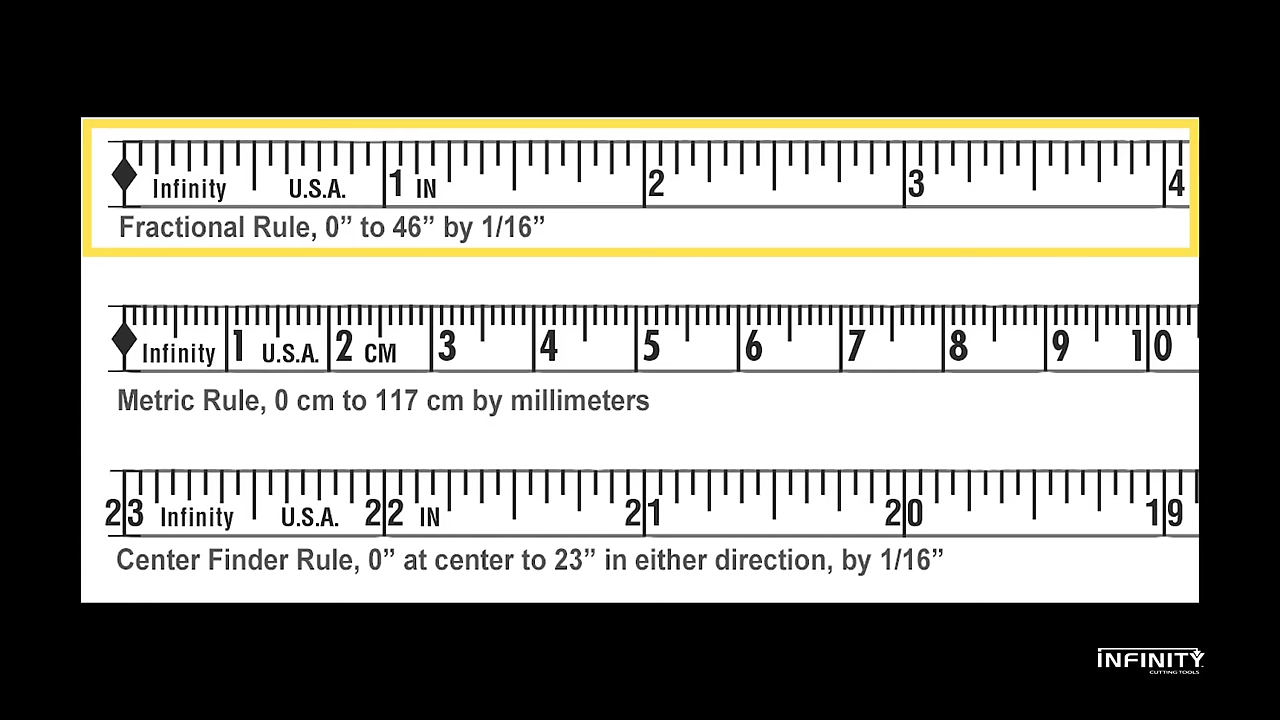 1 2 3 4
Infinity U.S.A. IN
Fractional Rule, 0” to 46” by 1/16”
1 2 3 4 5 6 7 8 9 10
Infinity U.S.A. CM
Metric Rule, 0 cm to 117 cm by millimeters
23 Infinity U.S.A. 22 IN 21 20 19
Center Finder Rule, 0” at center to 23” in either direction, by 1/16”
INFINITY
CUTTING TOOLS